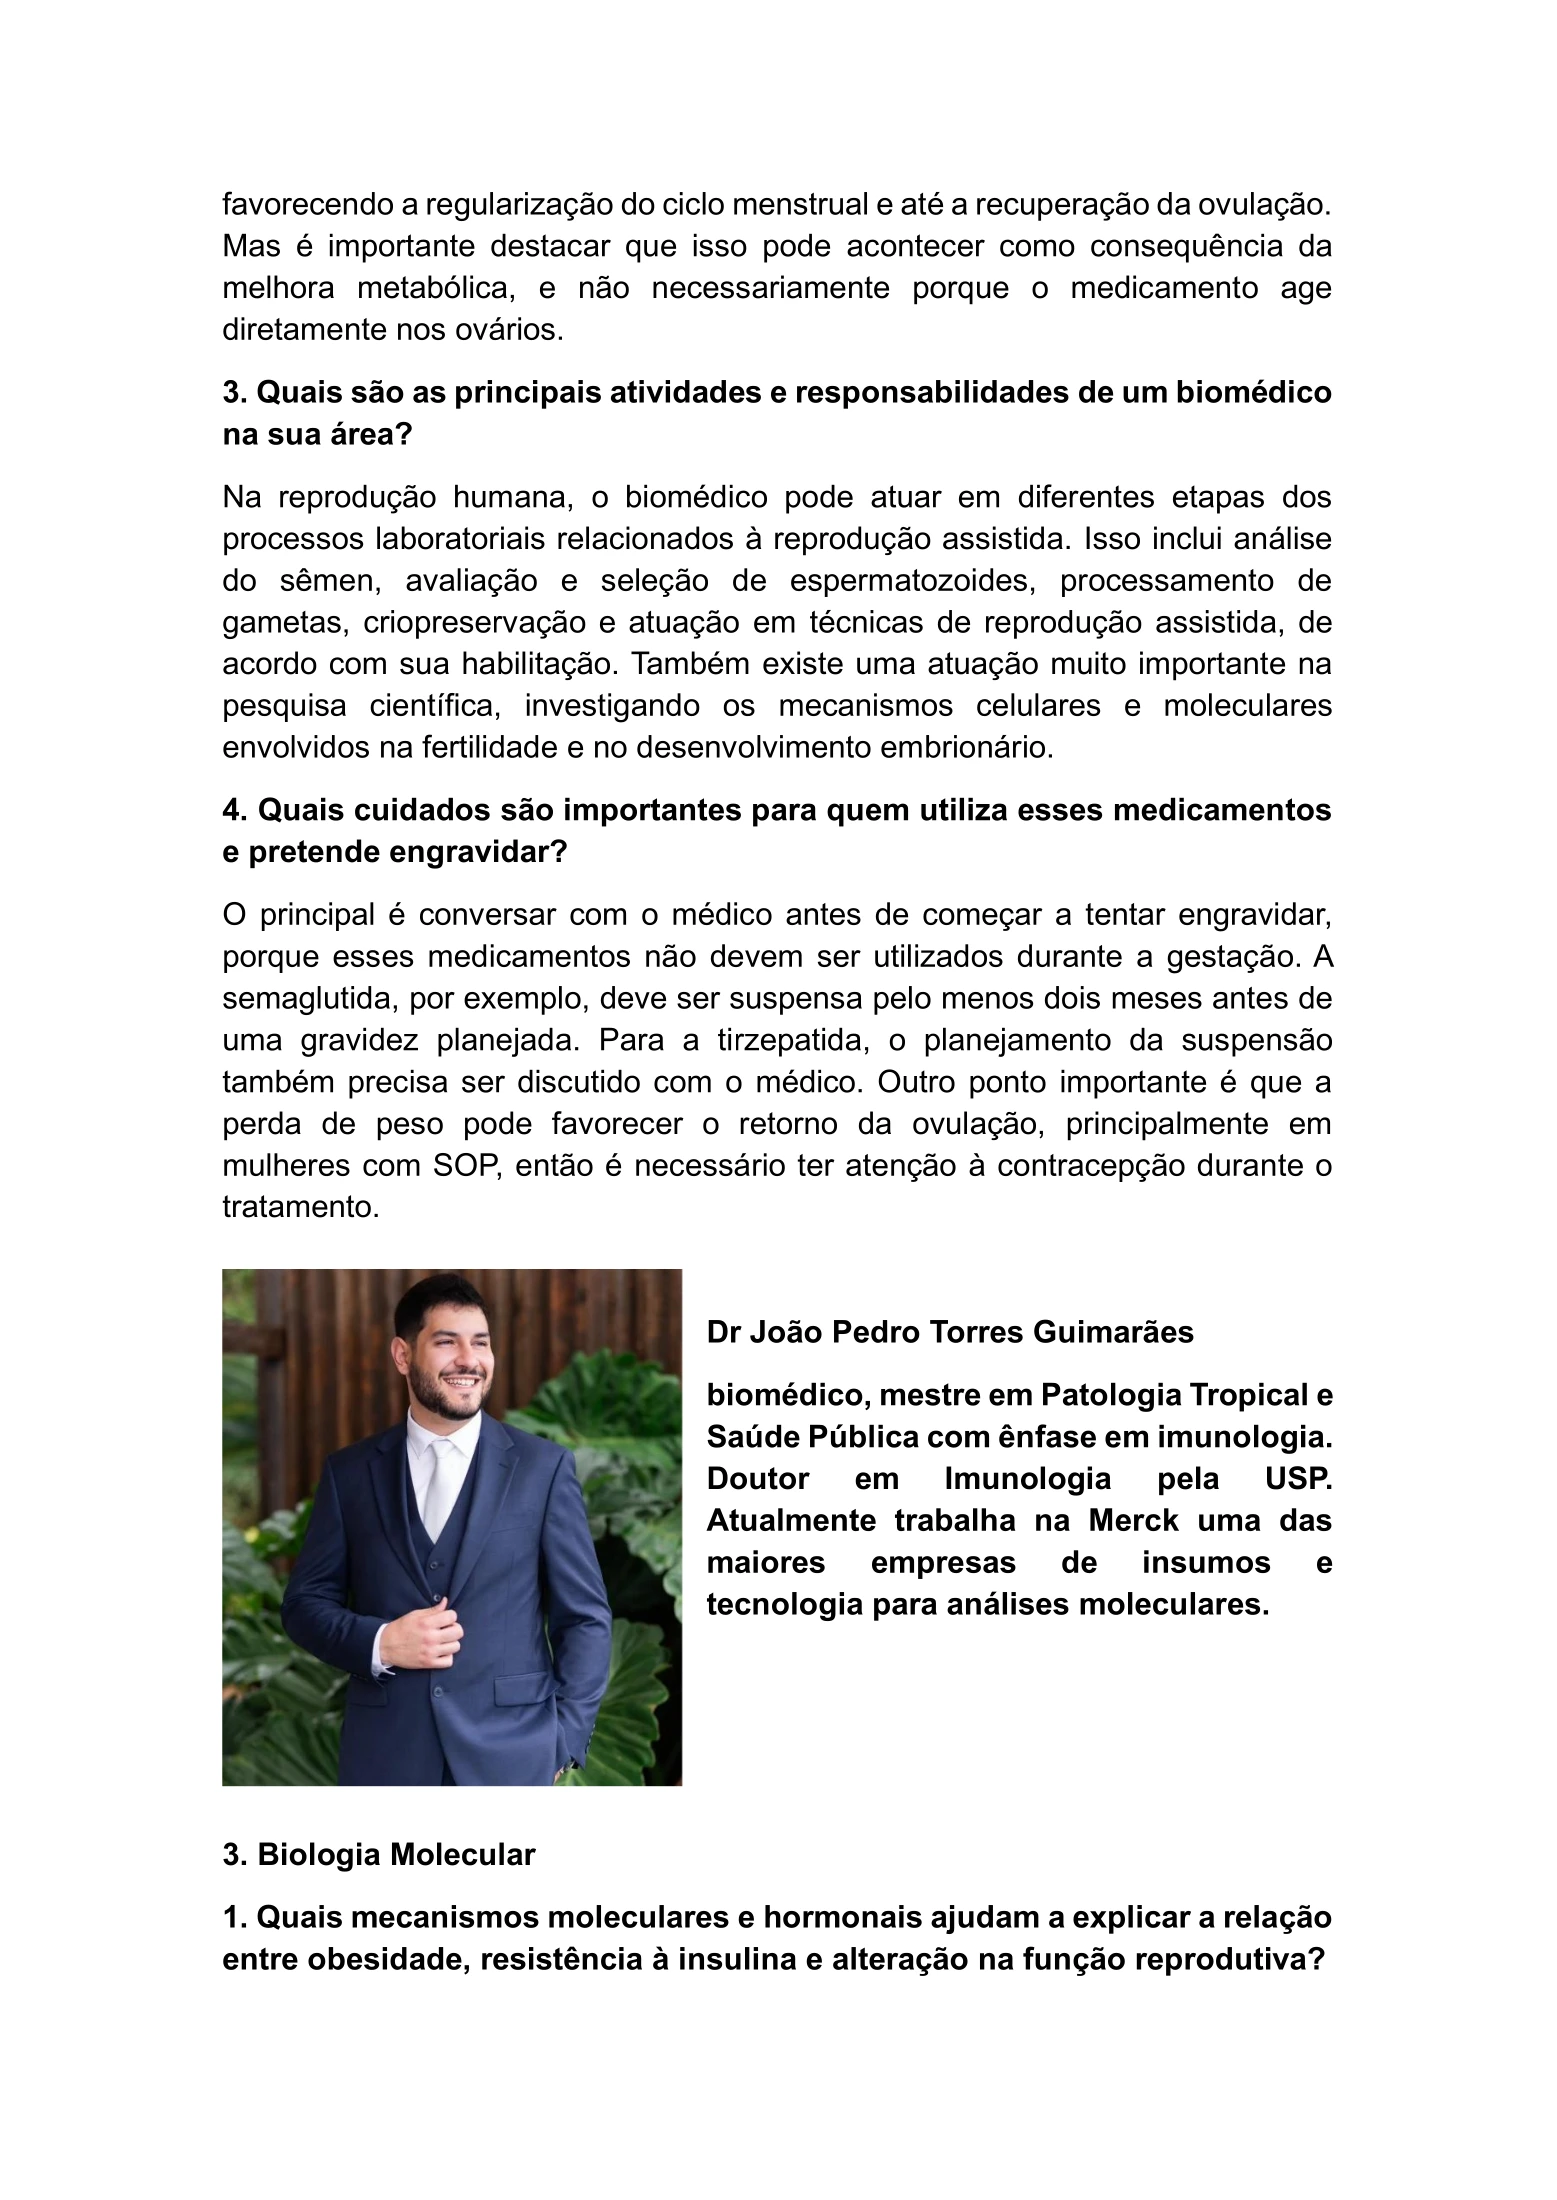 favorecendo a regularização do ciclo menstrual e até a recuperação da ovulação.
Mas é importante destacar que isso pode acontecer como consequência da
melhora metabólica, e não necessariamente porque o medicamento age
diretamente nos ovários.
3. Quais são as principais atividades e responsabilidades de um biomédico
na sua área?
Na reprodução humana, o biomédico pode atuar em diferentes etapas dos
processos laboratoriais relacionados à reprodução assistida. Isso inclui análise
do sêmen, avaliação e seleção de espermatozoides, processamento de
gametas, criopreservação e atuação em técnicas de reprodução assistida, de
acordo com sua habilitação. Também existe uma atuação muito importante na
pesquisa científica, investigando os mecanismos celulares e moleculares
envolvidos na fertilidade e no desenvolvimento embrionário.
4. Quais cuidados são importantes para quem utiliza esses medicamentos
e pretende engravidar?
O principal é conversar com o médico antes de começar a tentar engravidar,
porque esses medicamentos não devem ser utilizados durante a gestação. A
semaglutida, por exemplo, deve ser suspensa pelo menos dois meses antes de
uma gravidez planejada. Para a tirzepatida, o planejamento da suspensão
também precisa ser discutido com o médico. Outro ponto importante é que a
perda de peso pode favorecer o retorno da ovulação, principalmente em
mulheres com SOP, então é necessário ter atenção à contracepção durante o
tratamento.
Dr João Pedro Torres Guimarães
biomédico, mestre em Patologia Tropical e
Saúde Pública com ênfase em imunologia.
Doutor em Imunologia pela USP.
Atualmente trabalha na Merck uma das
maiores empresas de insumos e
tecnologia para análises moleculares.
3. Biologia Molecular
1. Quais mecanismos moleculares e hormonais ajudam a explicar a relação
entre obesidade, resistência à insulina e alteração na função reprodutiva?